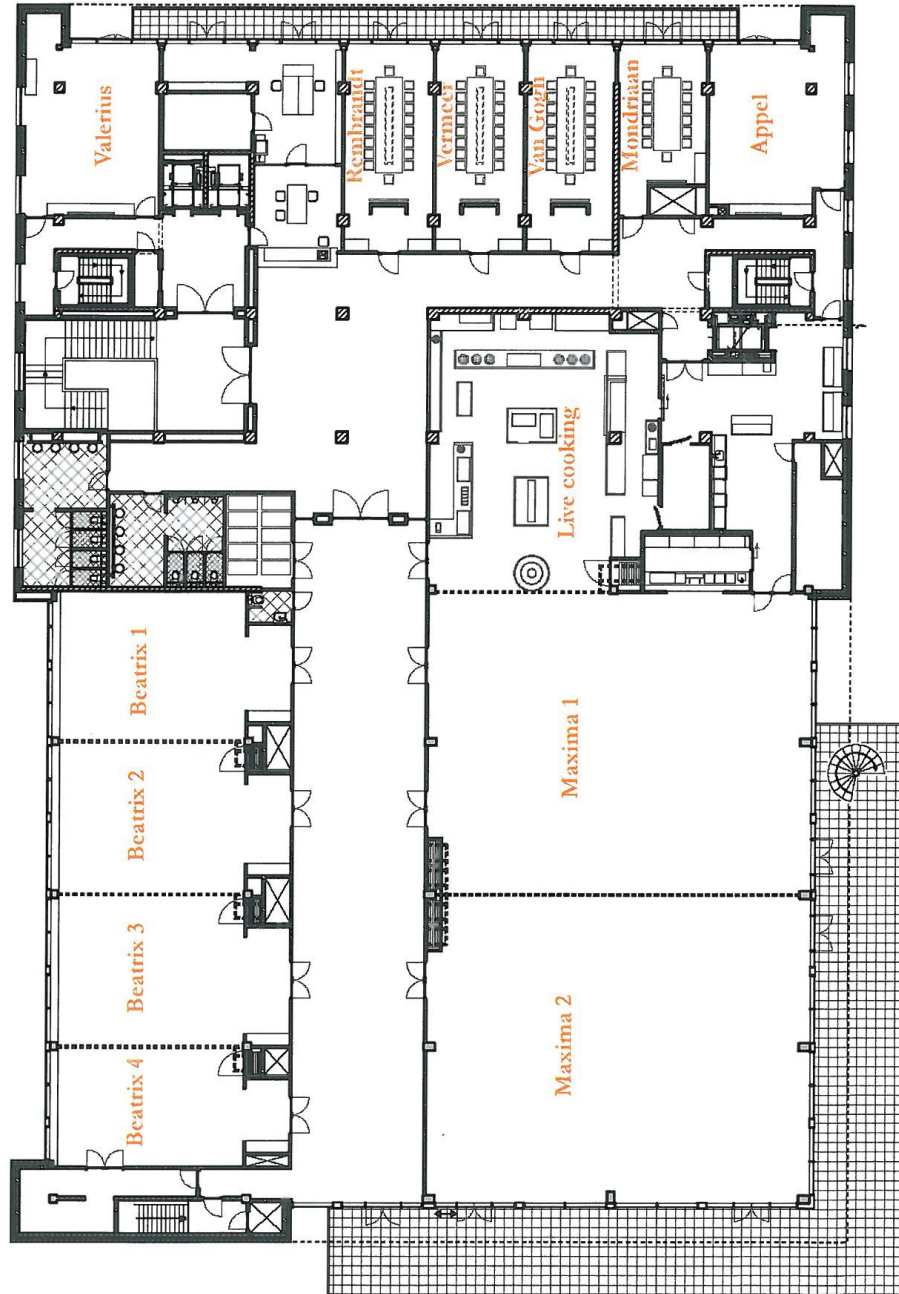 Valerius
Rembrandt
Vermeer
Van Gogn
Mondriaan
Appel
Live cooking
Beatrix 1
Beatrix 2
Beatrix 3
Beatrix 4
Maxima 1
Maxima 2